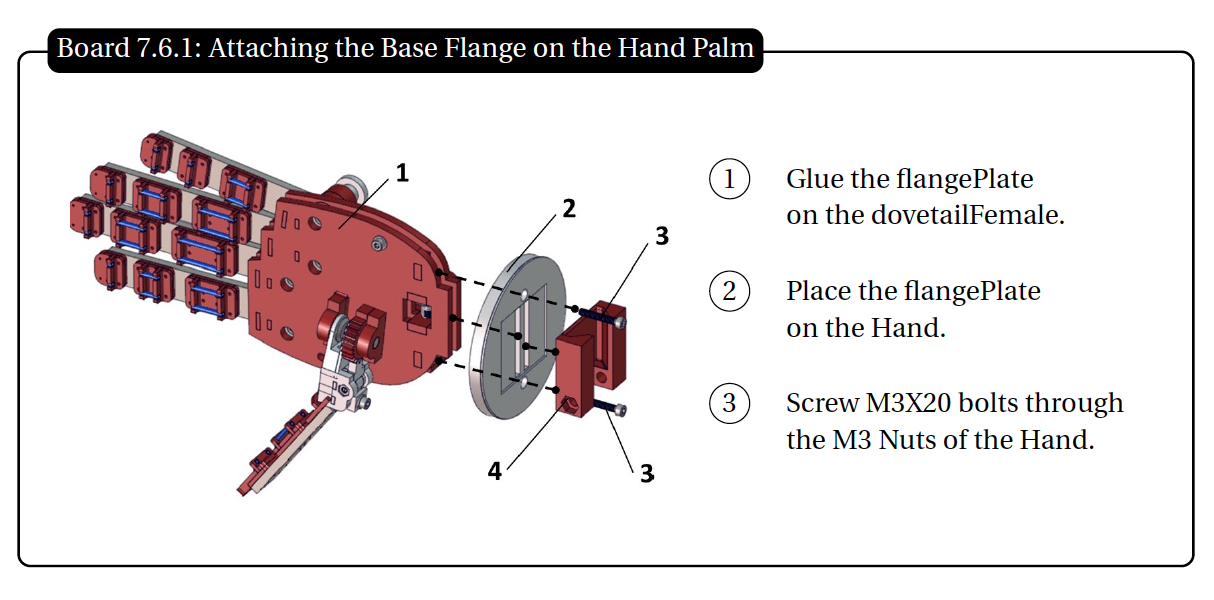 Board 7.6.1: Attaching the Base Flange on the Hand Palm
1
2
3
4
3
1 Glue the flangePlate
on the dovetailFemale.
2 Place the flangePlate
on the Hand.
3 Screw M3X20 bolts through
the M3 Nuts of the Hand.